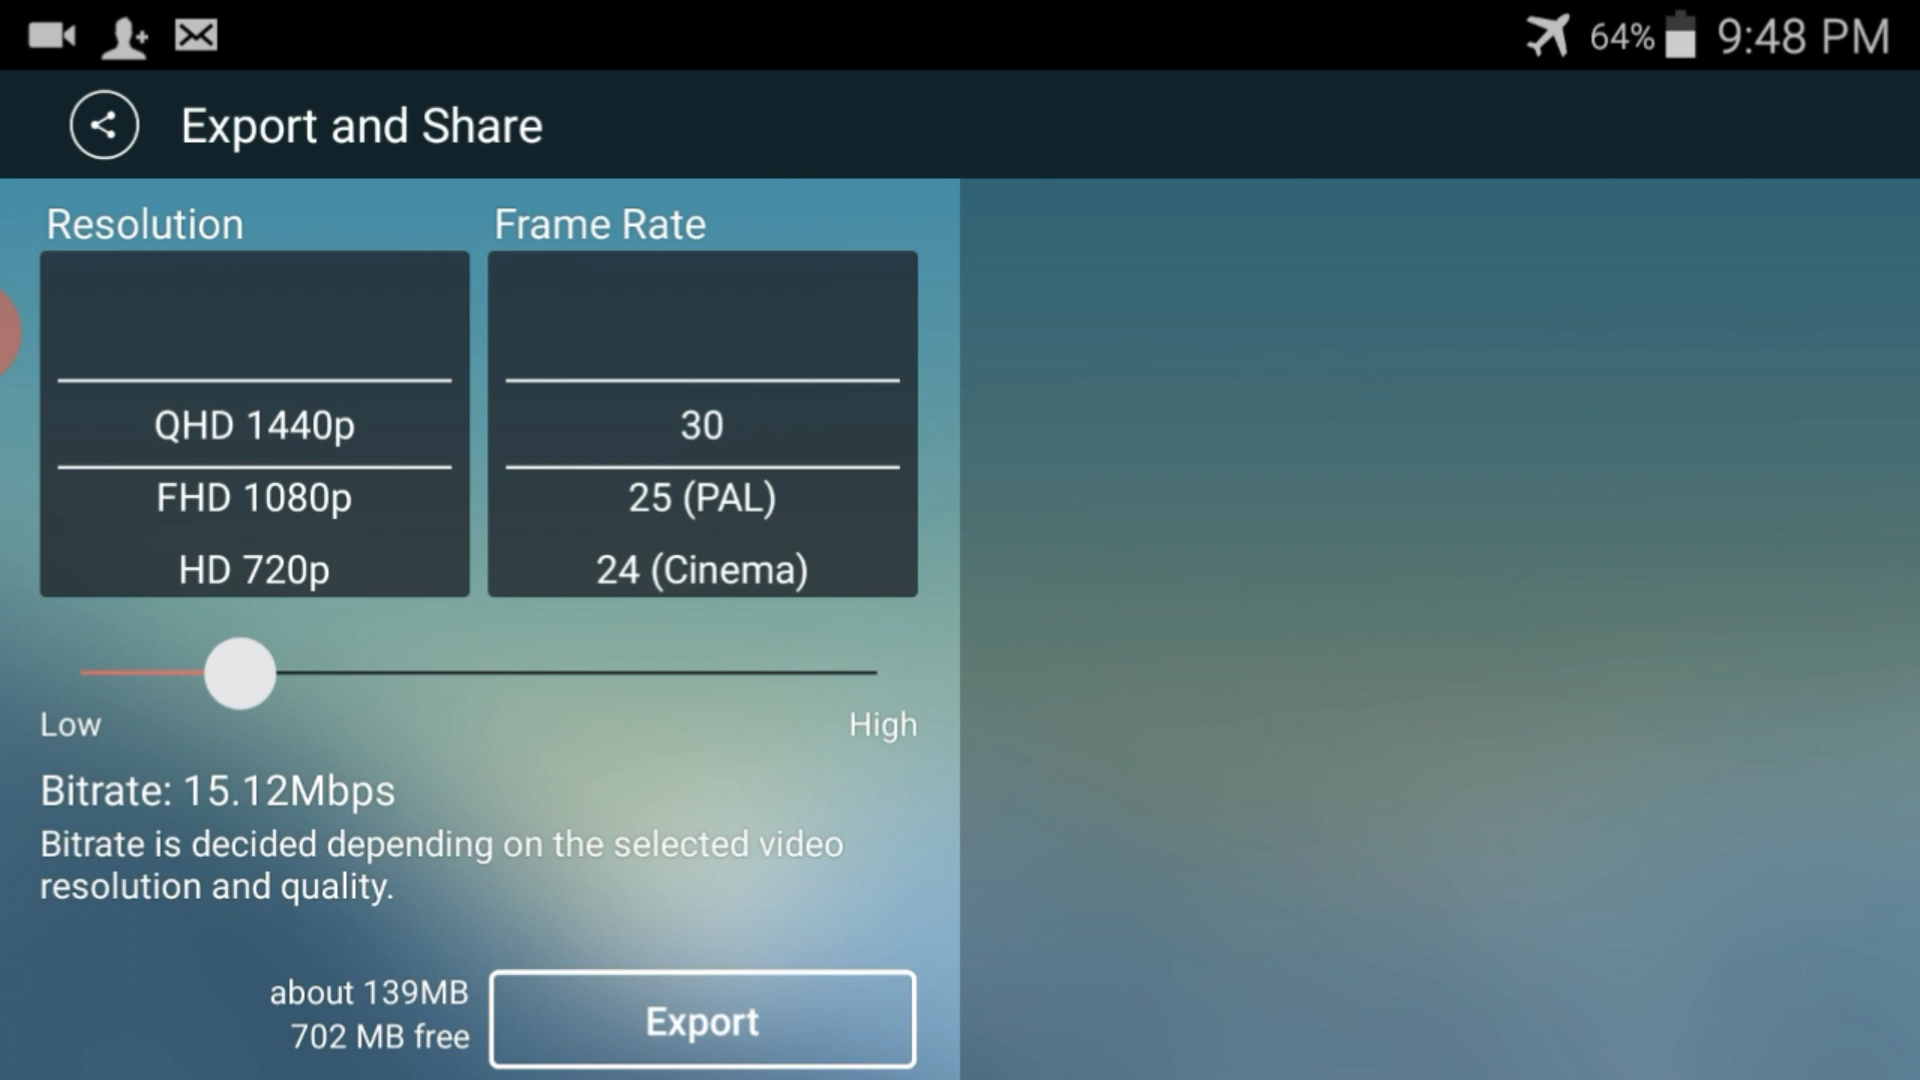 64% 9:48 PM
Export and Share
Resolution
Frame Rate
QHD 1440p
FHD 1080p
HD 720p
30
25 (PAL)
24 (Cinema)
Low
High
Bitrate: 15.12Mbps
Bitrate is decided depending on the selected video
resolution and quality.
about 139MB
702 MB free
Export